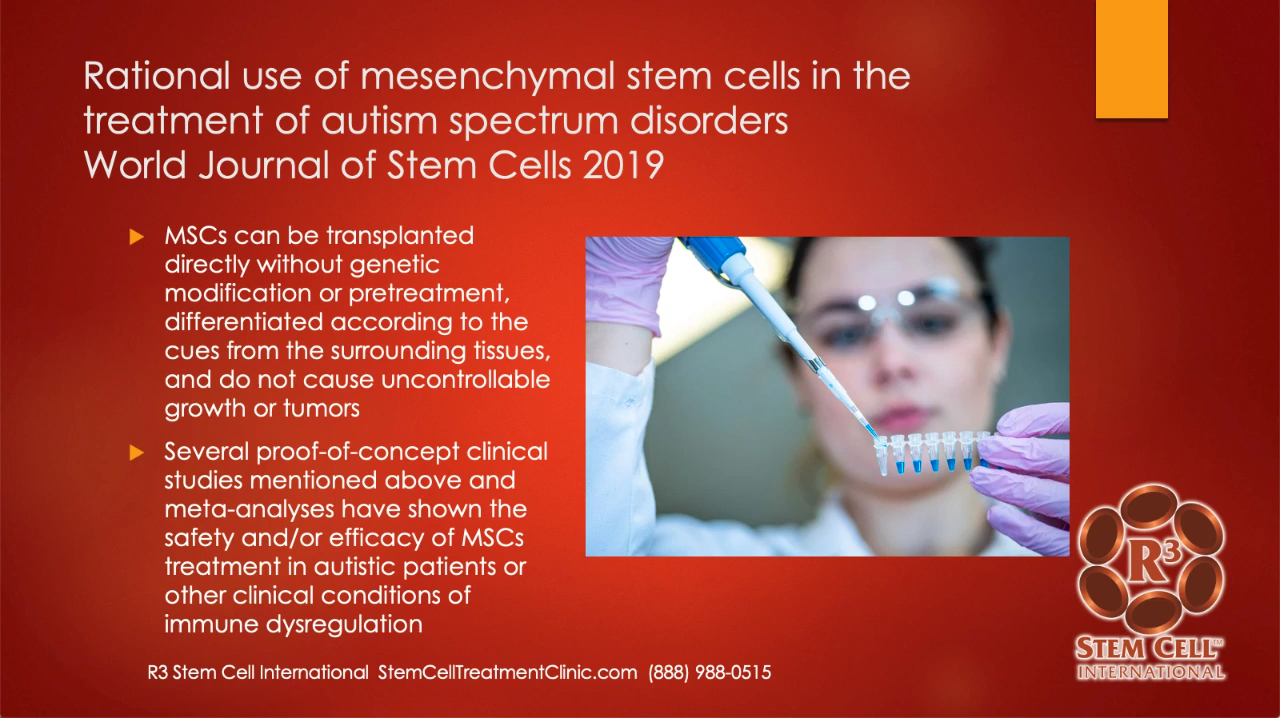 Rational use of mesenchymal stem cells in the
treatment of autism spectrum disorders
World Journal of Stem Cells 2019
MSCs can be transplanted
directly without genetic
modification or pretreatment,
differentiated according to the
cues from the surrounding tissues,
and do not cause uncontrollable
growth or tumors
Several proof-of-concept clinical
studies mentioned above and
meta-analyses have shown the
safety and/or efficacy of MSCs
treatment in autistic patients or
other clinical conditions of
immune dysregulation
R3 Stem Cell International StemCellTreatmentClinic.com (888) 988-0515
R3
STEM CELL™
INTERNATIONAL